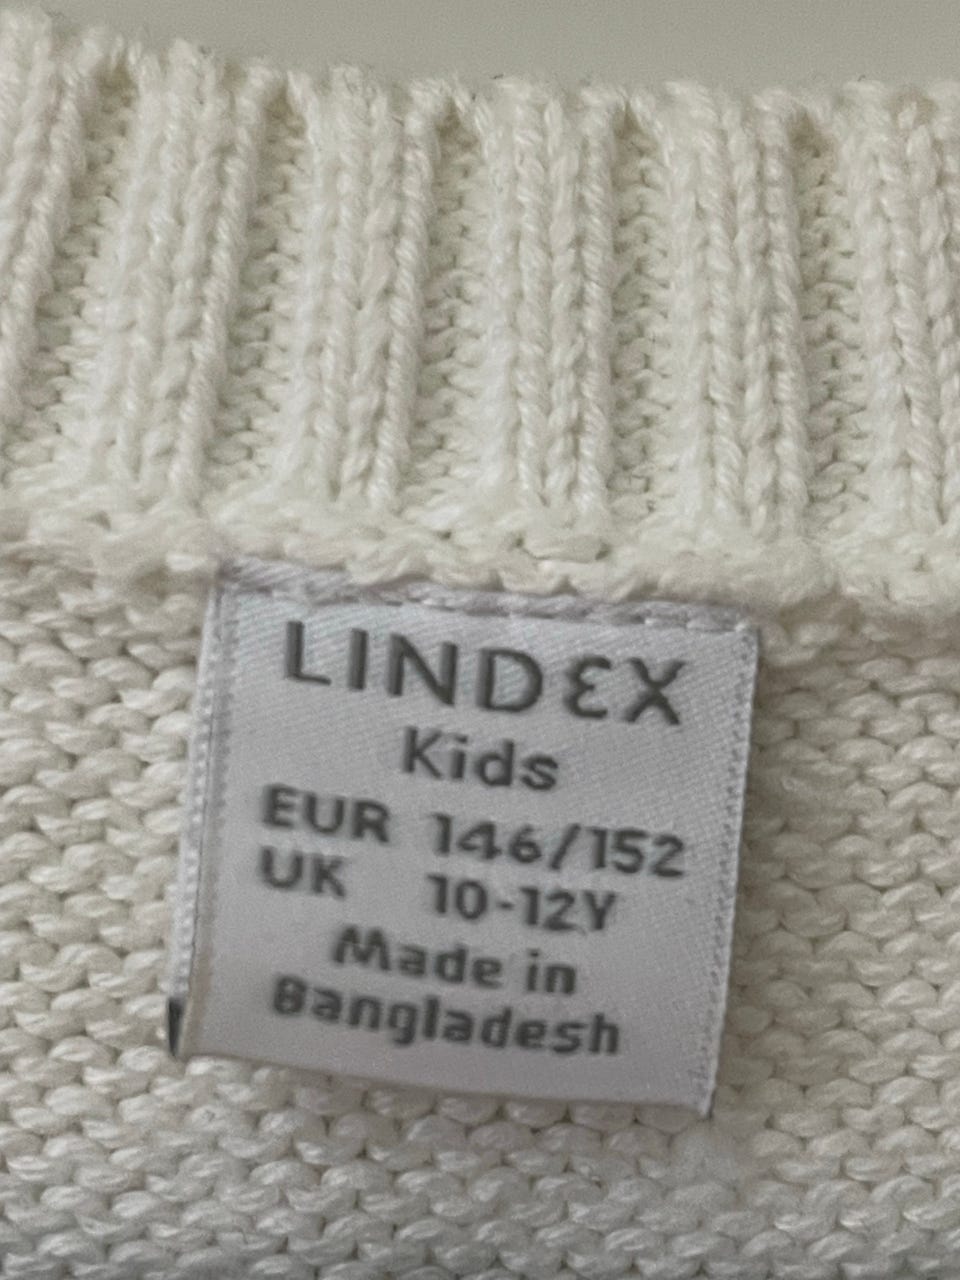 LINDEX
Kids
EUR 146/152
UK 10-12Y
Made in
Bangladesh